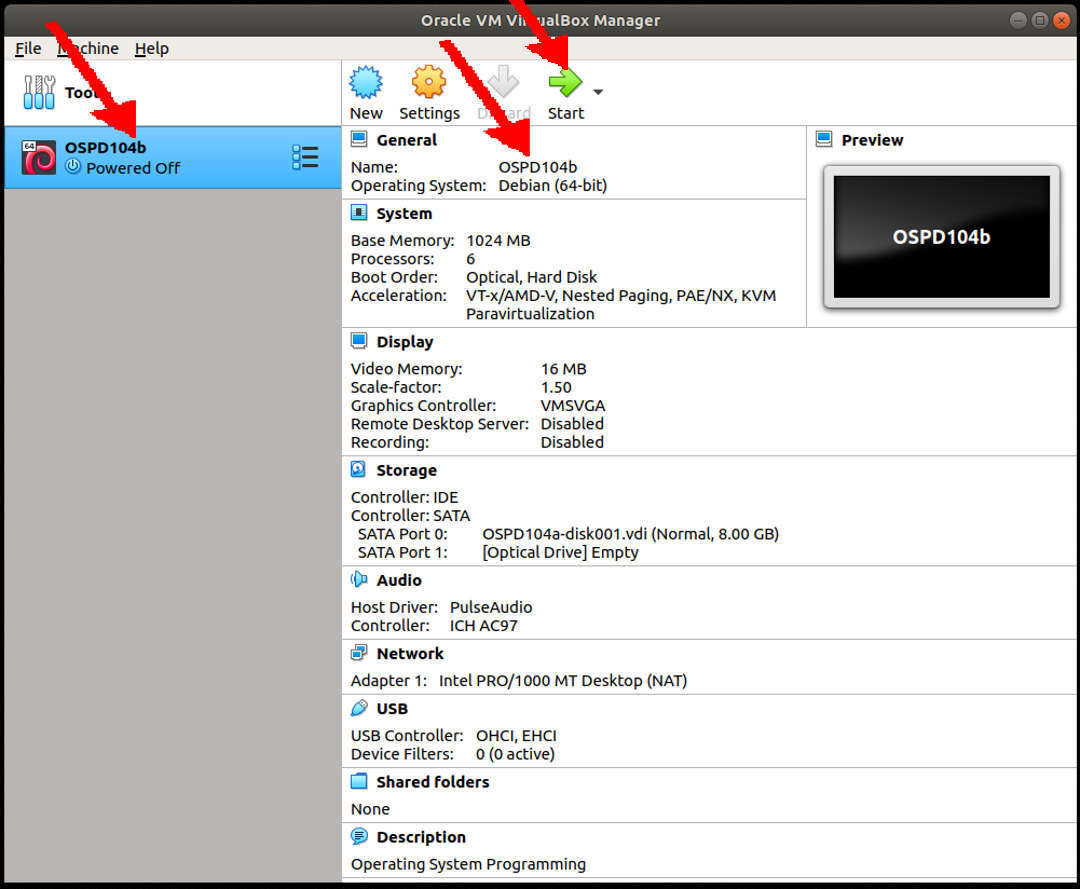 Oracle VM VirtualBox Manager
File Machine Help
Tools
New Settings Discard Start
64
OSPD104b
Powered Off
General
Name: OSPD104b
Operating System: Debian (64-bit)
Preview
OSPD104b
System
Base Memory: 1024 MB
Processors: 6
Boot Order: Optical, Hard Disk
Acceleration: VT-x/AMD-V, Nested Paging, PAE/NX, KVM
Paravirtualization
Display
Video Memory: 16 MB
Scale-factor: 1.50
Graphics Controller: VMSVGA
Remote Desktop Server: Disabled
Recording: Disabled
Storage
Controller: IDE
Controller: SATA
SATA Port 0: OSPD104a-disk001.vdi (Normal, 8.00 GB)
SATA Port 1: [Optical Drive] Empty
Audio
Host Driver: PulseAudio
Controller: ICH AC97
Network
Adapter 1: Intel PRO/1000 MT Desktop (NAT)
USB
USB Controller: OHCI, EHCI
Device Filters: 0 (0 active)
Shared folders
None
Description
Operating System Programming